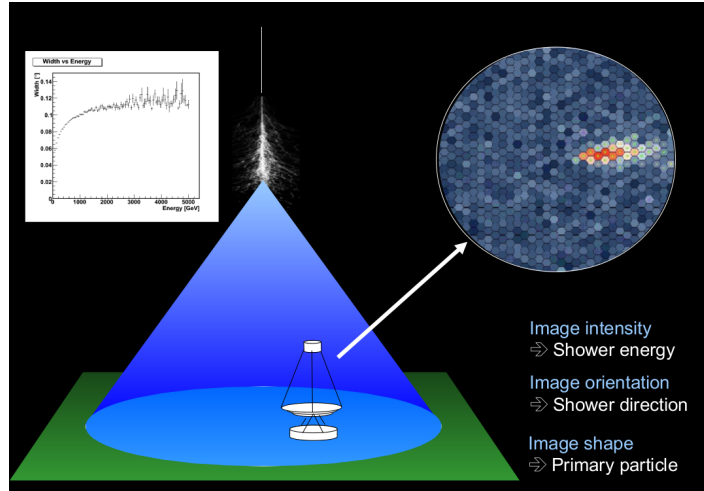 Width vs Energy
Width [°]
0.14
0.12
0.1
0.08
0.06
0.04
0.02
0
0 1000 2000 3000 4000 5000
Energy [GeV]
Image intensity
⇨ Shower energy
Image orientation
⇨ Shower direction
Image shape
⇨ Primary particle